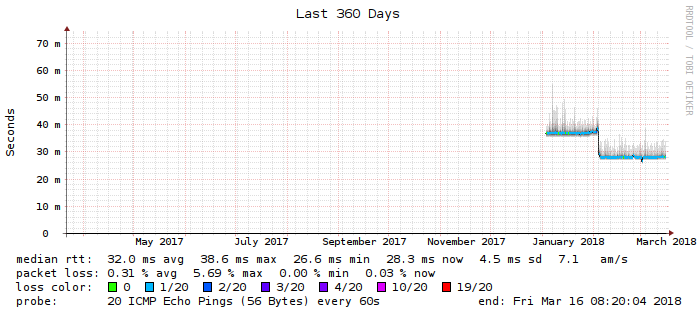 Last 360 Days
RRDTOOL / TOBI OETIKER
Seconds
70 m
60 m
50 m
40 m
30 m
20 m
10 m
0
May 2017 July 2017 September 2017 November 2017 January 2018 March 2018
median rtt: 32.0 ms avg 38.6 ms max 26.6 ms min 28.3 ms now 4.5 ms sd 7.1 am/s
packet loss: 0.31 % avg 5.69 % max 0.00 % min 0.03 % now
loss color: 0 1/20 2/20 3/20 4/20 10/20 19/20
probe: 20 ICMP Echo Pings (56 Bytes) every 60s end: Fri Mar 16 08:20:04 2018